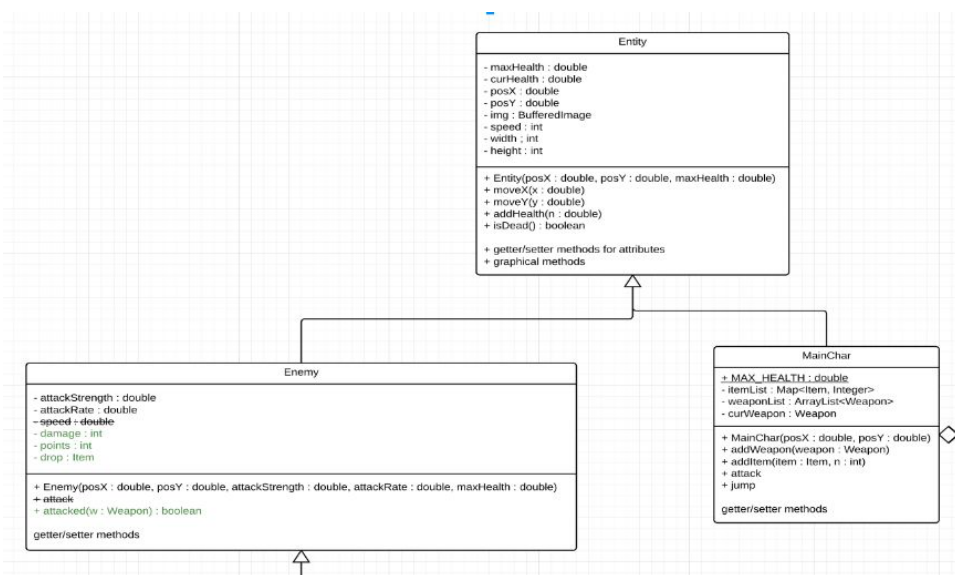 Entity
- maxHealth : double
- curHealth : double
- posX : double
- posY : double
- img : BufferedImage
- speed : int
- width ; int
- height : int
+ Entity(posX : double, posY : double, maxHealth : double)
+ moveX(x : double)
+ moveY(y : double)
+ addHealth(n : double)
+ isDead() : boolean
+ getter/setter methods for attributes
+ graphical methods
Enemy
- attackStrength : double
- attackRate : double
- speed : double
- damage : int
- points : int
- drop : Item
+ Enemy(posX : double, posY : double, attackStrength : double, attackRate : double, maxHealth : double)
+ attack
+ attacked(w : Weapon) : boolean
getter/setter methods
MainChar
+ MAX_HEALTH : double
- itemList : Map<Item, Integer>
- weaponList : ArrayList<Weapon>
- curWeapon : Weapon
+ MainChar(posX : double, posY : double)
+ addWeapon(weapon : Weapon)
+ addItem(item : Item, n : int)
+ attack
+ jump
getter/setter methods